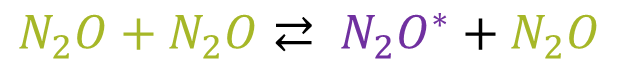 N₂O + N₂O ⇄ N₂O* + N₂O